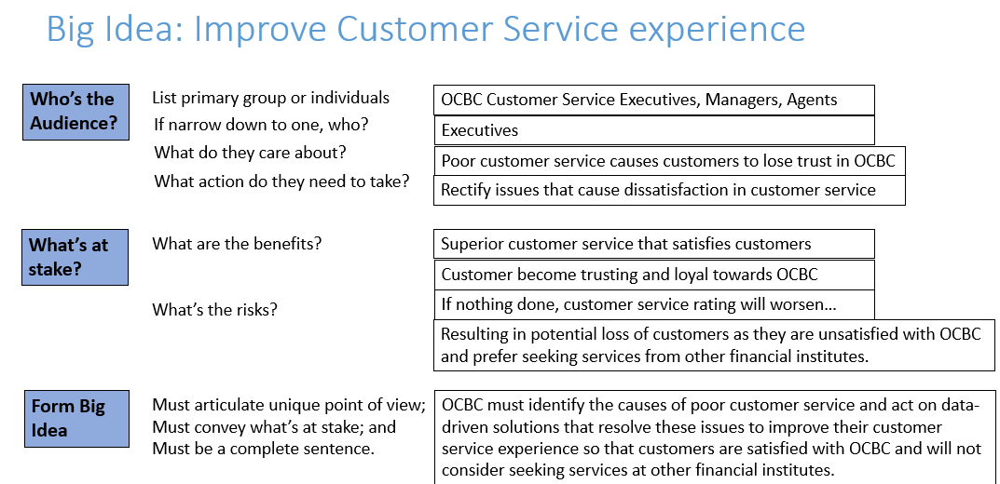 Big Idea: Improve Customer Service experience
Who's the
Audience?
List primary group or individuals
OCBC Customer Service Executives, Managers, Agents
If narrow down to one, who?
Executives
What do they care about?
Poor customer service causes customers to lose trust in OCBC
What action do they need to take?
Rectify issues that cause dissatisfaction in customer service
What's at
stake?
What are the benefits?
Superior customer service that satisfies customers
Customer become trusting and loyal towards OCBC
What's the risks?
If nothing done, customer service rating will worsen...
Resulting in potential loss of customers as they are unsatisfied with OCBC
and prefer seeking services from other financial institutes.
Form Big
Idea
Must articulate unique point of view;
Must convey what's at stake; and
Must be a complete sentence.
OCBC must identify the causes of poor customer service and act on data-
driven solutions that resolve these issues to improve their customer
service experience so that customers are satisfied with OCBC and will not
consider seeking services at other financial institutes.